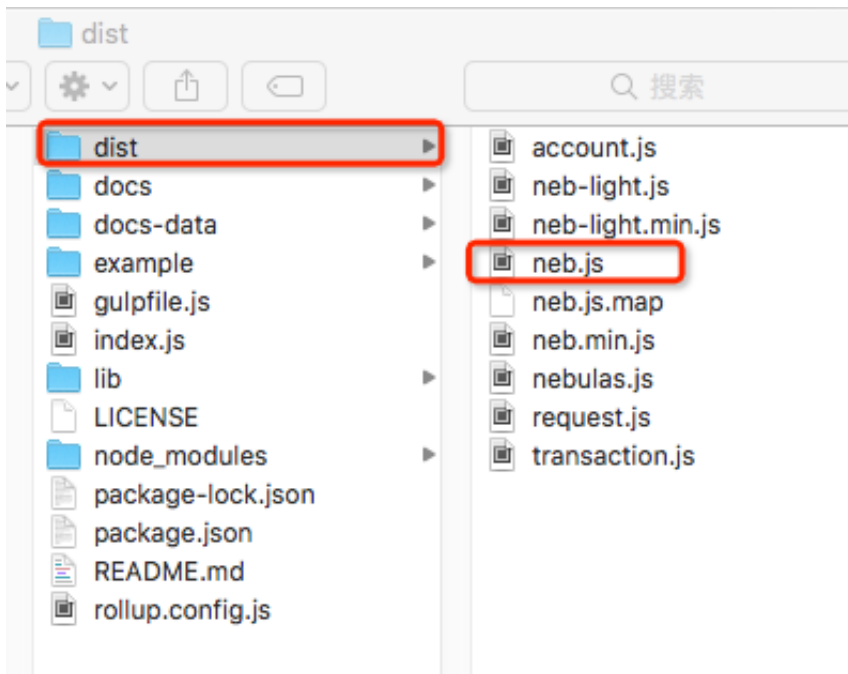 dist
搜索
dist
docs
docs-data
example
gulpfile.js
index.js
lib
LICENSE
node_modules
package-lock.json
package.json
README.md
rollup.config.js
account.js
neb-light.js
neb-light.min.js
neb.js
neb.js.map
neb.min.js
nebulas.js
request.js
transaction.js